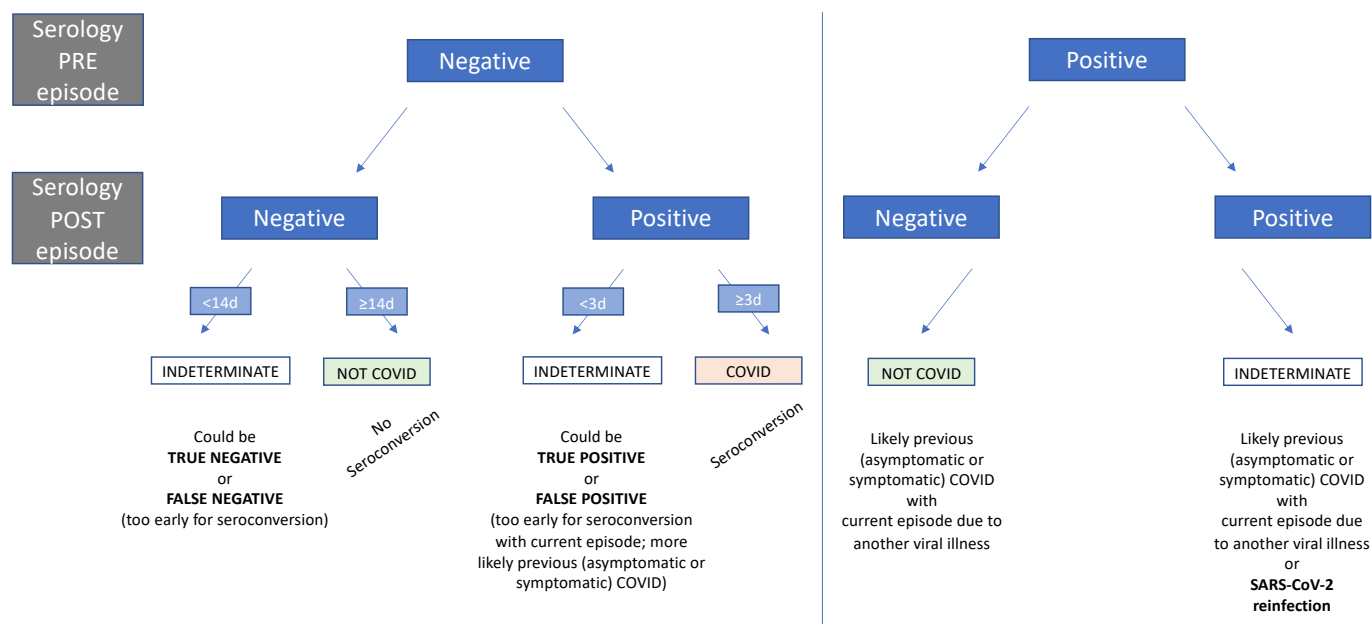 Serology
PRE
episode
Negative
Positive
Serology
POST
episode
Negative
Positive
Negative
Positive
<14d
≥14d
<3d
≥3d
INDETERMINATE
NOT COVID
INDETERMINATE
COVID
NOT COVID
INDETERMINATE
Could be
TRUE NEGATIVE
or
FALSE NEGATIVE
(too early for seroconversion)
No
Seroconversion
Could be
TRUE POSITIVE
or
FALSE POSITIVE
(too early for seroconversion
with current episode; more
likely previous (asymptomatic or
symptomatic) COVID)
Seroconversion
Likely previous
(asymptomatic or
symptomatic) COVID
with
current episode due to
another viral illness
Likely previous
(asymptomatic or
symptomatic) COVID
with
current episode due
to another viral illness
or
SARS-CoV-2
reinfection